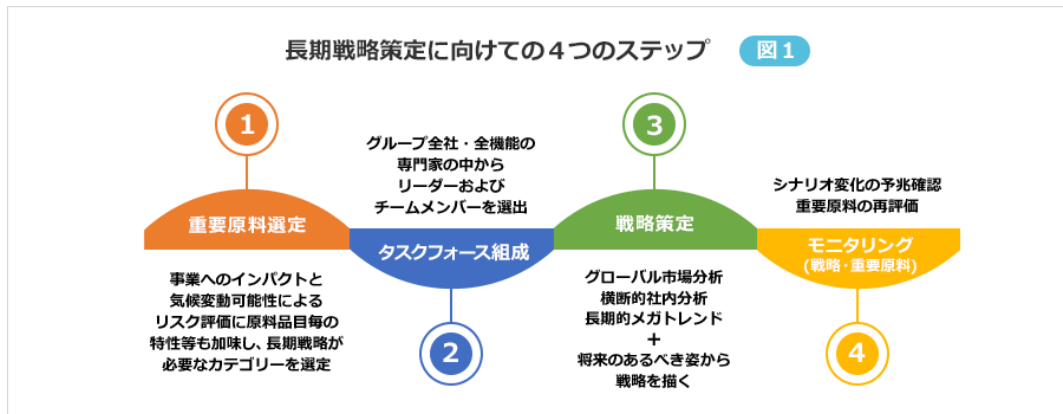 長期戦略策定に向けての4つのステップ
図1
1
重要原料選定
事業へのインパクトと
気候変動可能性による
リスク評価に原料品目毎の
特性等も加味し、長期戦略が
必要なカテゴリーを選定
グループ全社・全機能の
専門家の中から
リーダーおよび
チームメンバーを選出
タスクフォース組成
2
3
戦略策定
グローバル市場分析
横断的社内分析
長期的メガトレンド
+
将来のあるべき姿から
戦略を描く
シナリオ変化の予兆確認
重要原料の再評価
モニタリング
(戦略・重要原料)
4